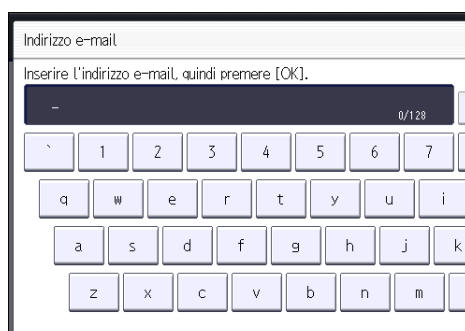 Indirizzo e-mail
Inserire l'indirizzo e-mail, quindi premere [OK].
_
0/128
` 1 2 3 4 5 6 7
q w e r t y u i
a s d f g h j k
z x c v b n m